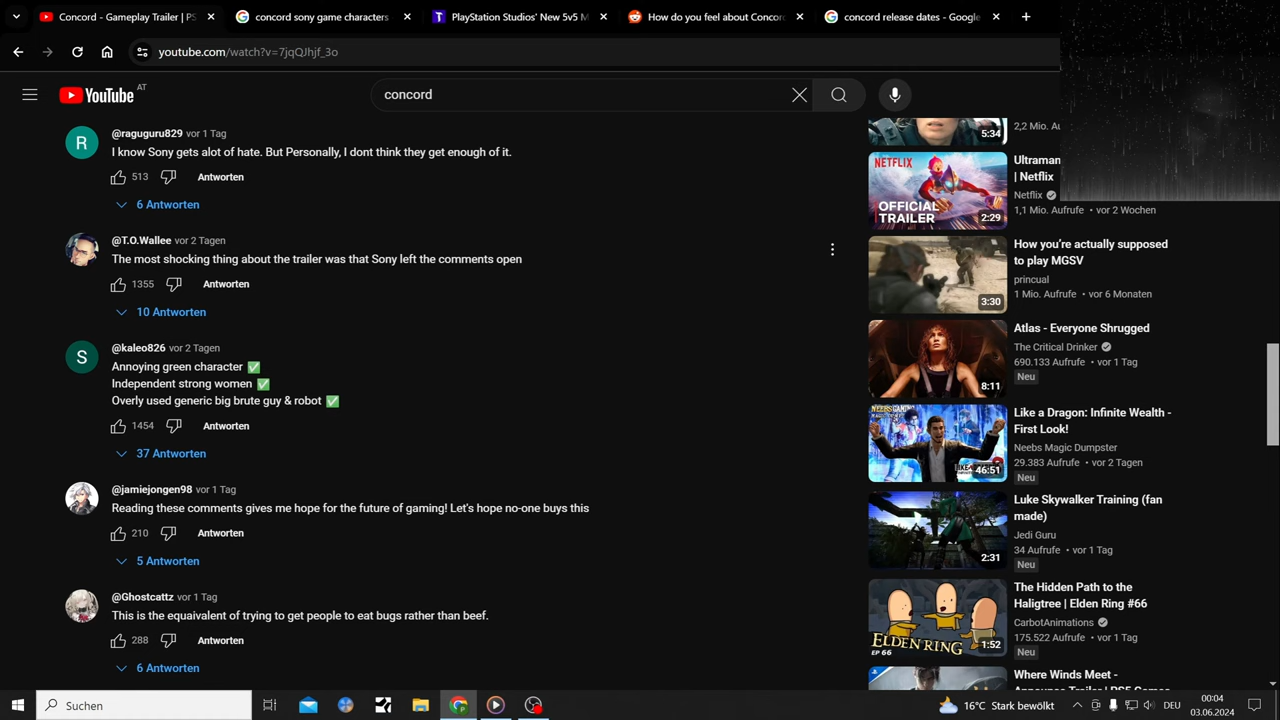 Concord - Gameplay Trailer | PS
concord sony game characters
PlayStation Studios' New 5v5 M
How do you feel about Concor
concord release dates - Google
youtube.com/watch?v=7jqQJhjf_3o
YouTube
AT
concord
@raguguru829 vor 1 Tag
R
I know Sony gets alot of hate. But Personally, I dont think they get enough of it.
513 Antworten
6 Antworten
@T.O.Wallee vor 2 Tagen
The most shocking thing about the trailer was that Sony left the comments open
1355 Antworten
10 Antworten
@kaleo826 vor 2 Tagen
S
Annoying green character ✅
Independent strong women ✅
Overly used generic big brute guy & robot ✅
1454 Antworten
37 Antworten
@jamiejongen98 vor 1 Tag
Reading these comments gives me hope for the future of gaming! Let's hope no-one buys this
210 Antworten
5 Antworten
@Ghostcattz vor 1 Tag
This is the equaivalent of trying to get people to eat bugs rather than beef.
288 Antworten
6 Antworten
5:34
2,2 Mio. Au
NETFLIX
OFFICIAL
TRAILER
2:29
Ultraman
| Netflix
Netflix
1,1 Mio. Aufrufe • vor 2 Wochen
3:30
How you're actually supposed
to play MGSV
princual
1 Mio. Aufrufe • vor 6 Monaten
8:11
Atlas - Everyone Shrugged
The Critical Drinker
690.133 Aufrufe • vor 1 Tag
Neu
NEEBS GAMING
LIKE A DRAGON
46:51
Like a Dragon: Infinite Wealth -
First Look!
Neebs Magic Dumpster
29.383 Aufrufe • vor 2 Tagen
Neu
2:31
Luke Skywalker Training (fan
made)
Jedi Guru
34 Aufrufe • vor 1 Tag
Neu
ELDEN RING
EP 66
1:52
The Hidden Path to the
Haligtree | Elden Ring #66
CarbotAnimations
175.522 Aufrufe • vor 1 Tag
Neu
Where Winds Meet -
Announce Trailer | PS5 Games
Suchen
16°C Stark bewölkt
DEU
00:04
03.06.2024